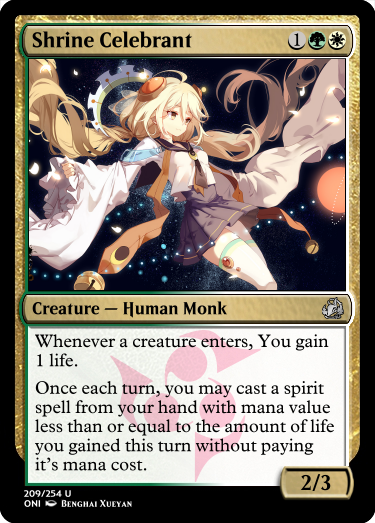 Shrine Celebrant 1
Creature — Human Monk
Whenever a creature enters, You gain
1 life.
Once each turn, you may cast a spirit
spell from your hand with mana value
less than or equal to the amount of life
you gained this turn without paying
it's mana cost.
2/3
209/254 U
ONI BENGHAI XUEYAN